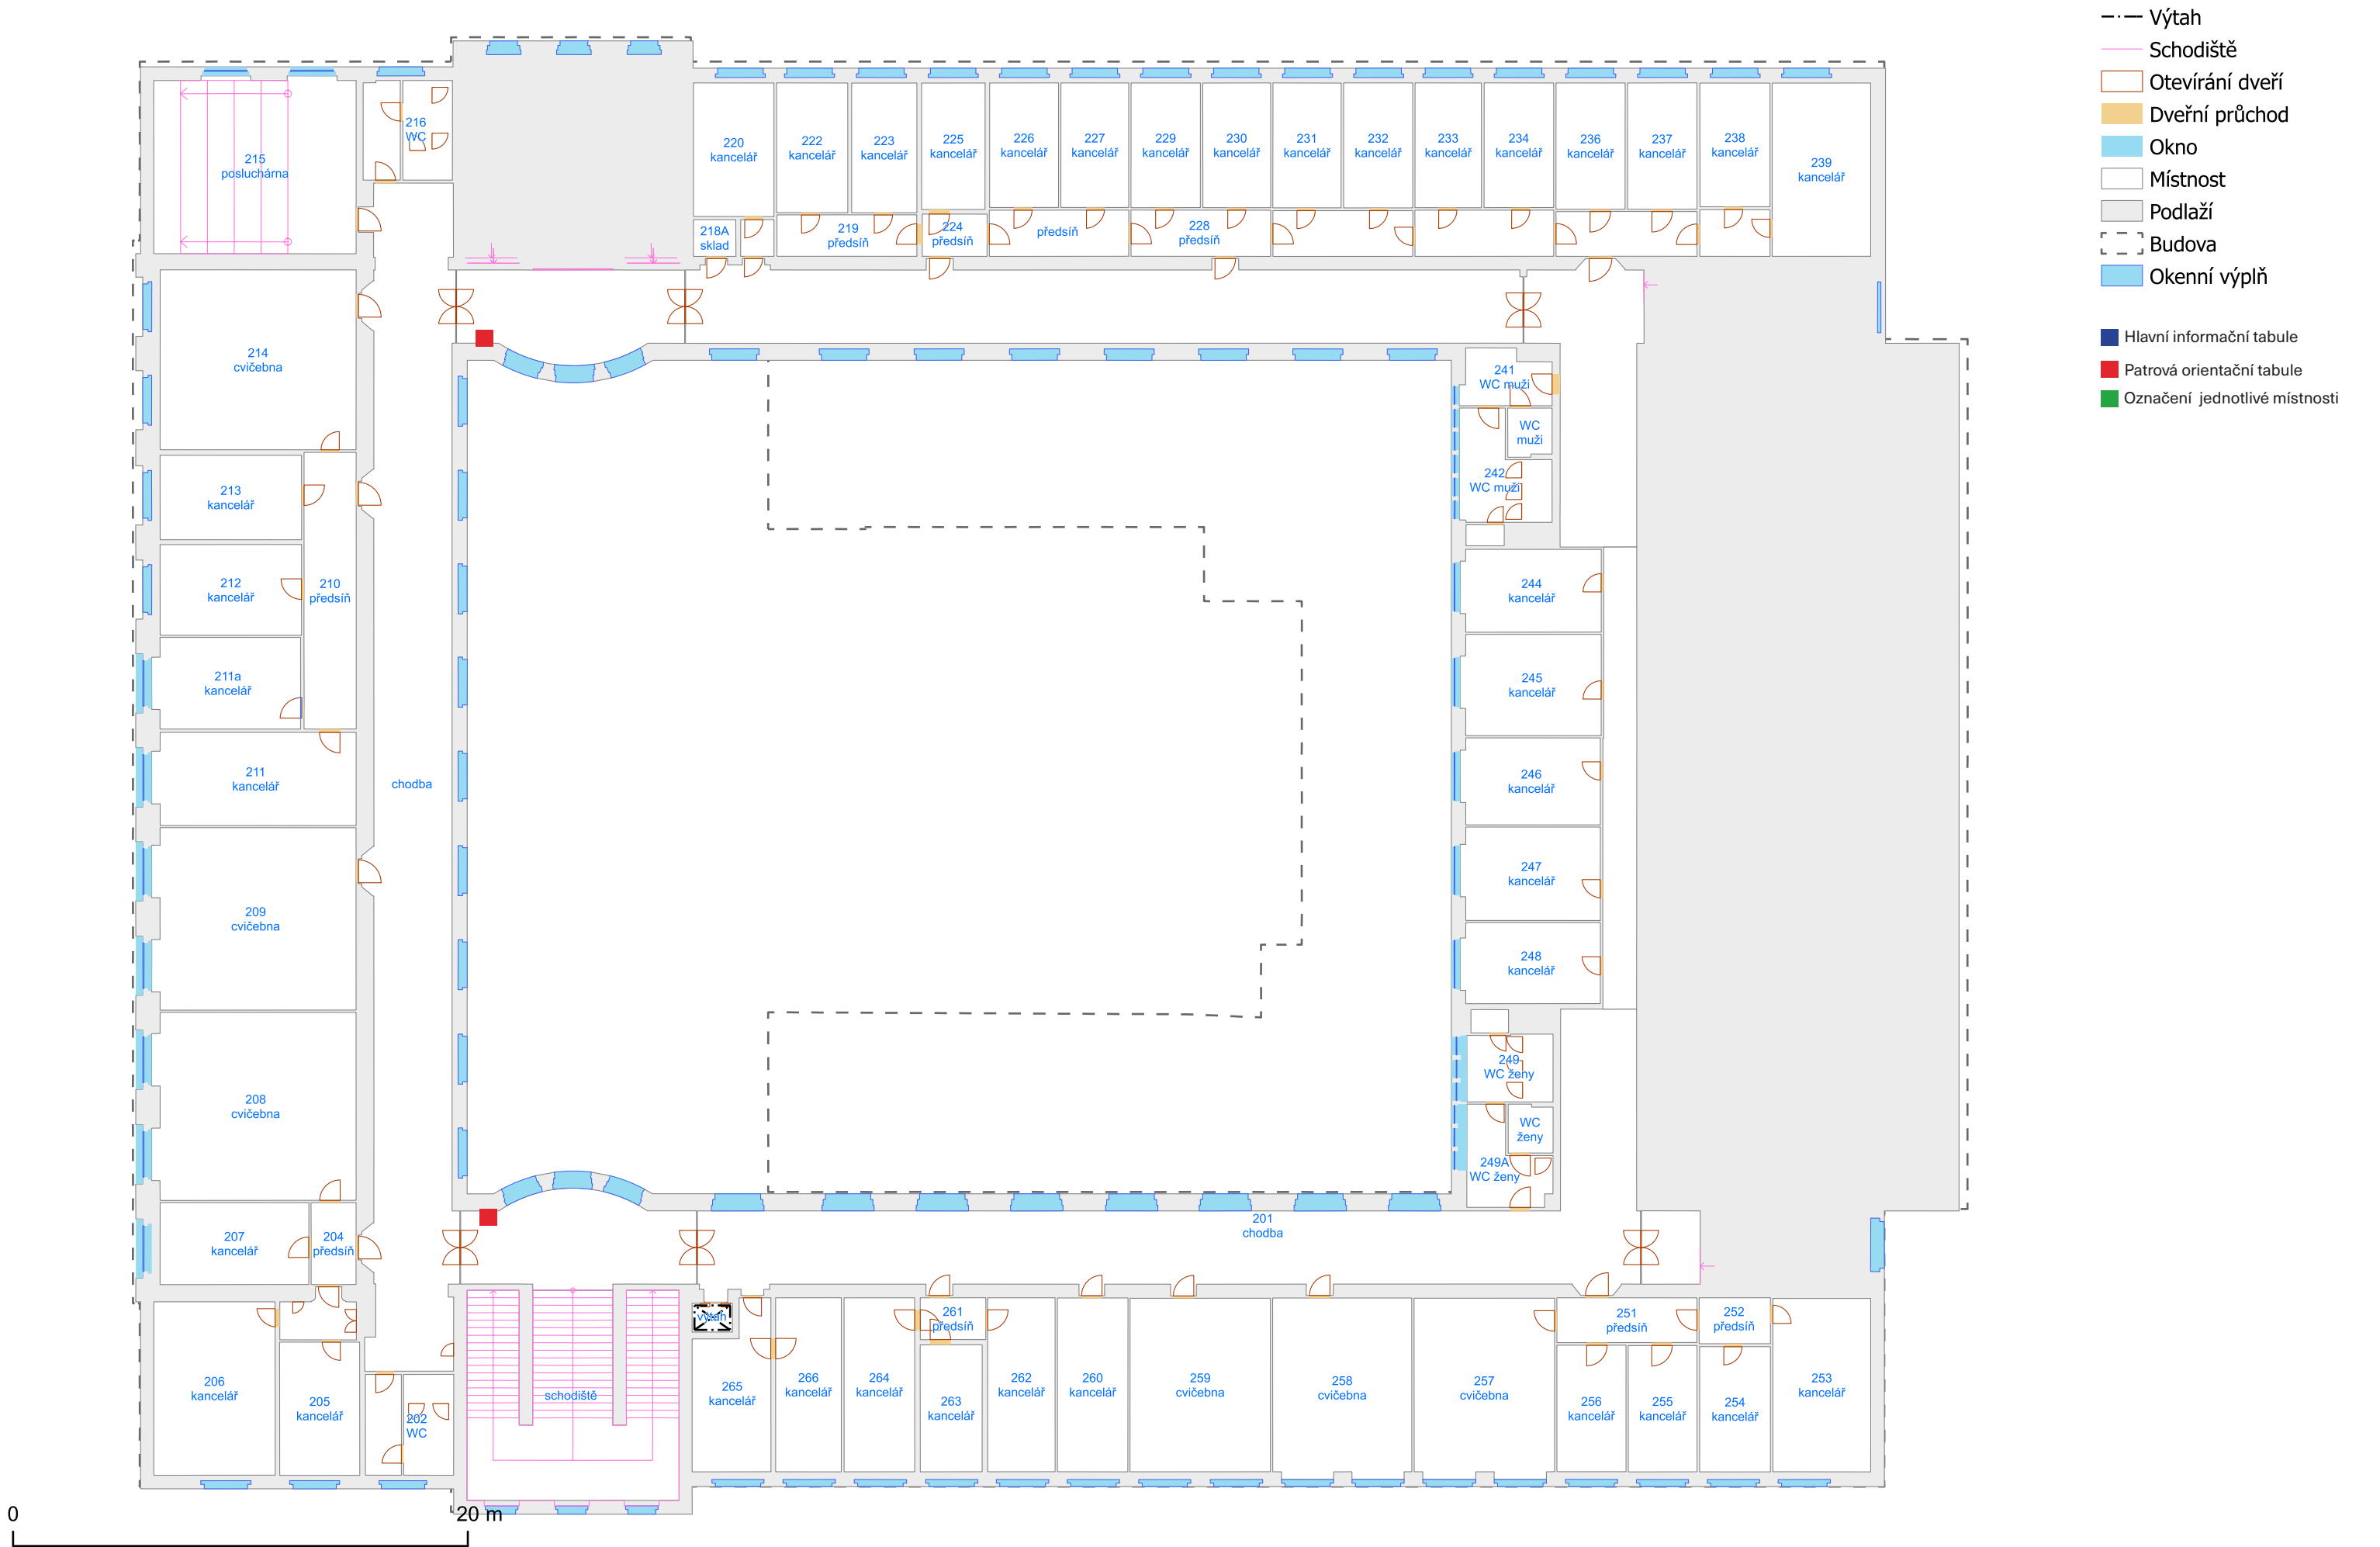 Výtah
Schodiště
Otevírání dveří
Dveřní průchod
Okno
Místnost
Podlaží
Budova
Okenní výplň
Hlavní informační tabule
Patrová orientační tabule
Označení  jednotlivé místnosti
215
posluchárna
216
WC
220
kancelář
222
kancelář
223
kancelář
225
kancelář
226
kancelář
227
kancelář
229
kancelář
230
kancelář
231
kancelář
232
kancelář
233
kancelář
234
kancelář
236
kancelář
237
kancelář
238
kancelář
239
kancelář
218A
sklad
219
předsíň
224
předsíň
předsíň
228
předsíň
214
cvičebna
213
kancelář
212
kancelář
210
předsíň
211a
kancelář
211
kancelář
chodba
209
cvičebna
208
cvičebna
207
kancelář
204
předsíň
206
kancelář
205
kancelář
202
WC
241
WC muži
WC
muži
242
WC muži
244
kancelář
245
kancelář
246
kancelář
247
kancelář
248
kancelář
249
WC ženy
WC
ženy
249A
WC ženy
201
chodba
schodiště
výtah
265
kancelář
266
kancelář
264
kancelář
261
předsíň
263
kancelář
262
kancelář
260
kancelář
259
cvičebna
258
cvičebna
257
cvičebna
251
předsíň
252
předsíň
256
kancelář
255
kancelář
254
kancelář
253
kancelář
0
20 m